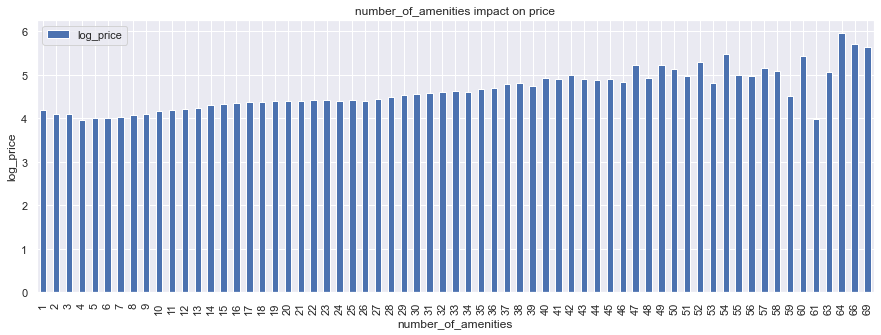 number_of_amenities impact on price
log_price
log_price
6
5
4
3
2
1
0
1 2 3 4 5 6 7 8 9 10 11 12 13 14 15 16 17 18 19 20 21 22 23 24 25 26 27 28 29 30 31 32 33 34 35 36 37 38 39 40 41 42 43 44 45 46 47 48 49 50 51 52 53 54 55 56 57 58 59 60 61 63 64 66 69
number_of_amenities